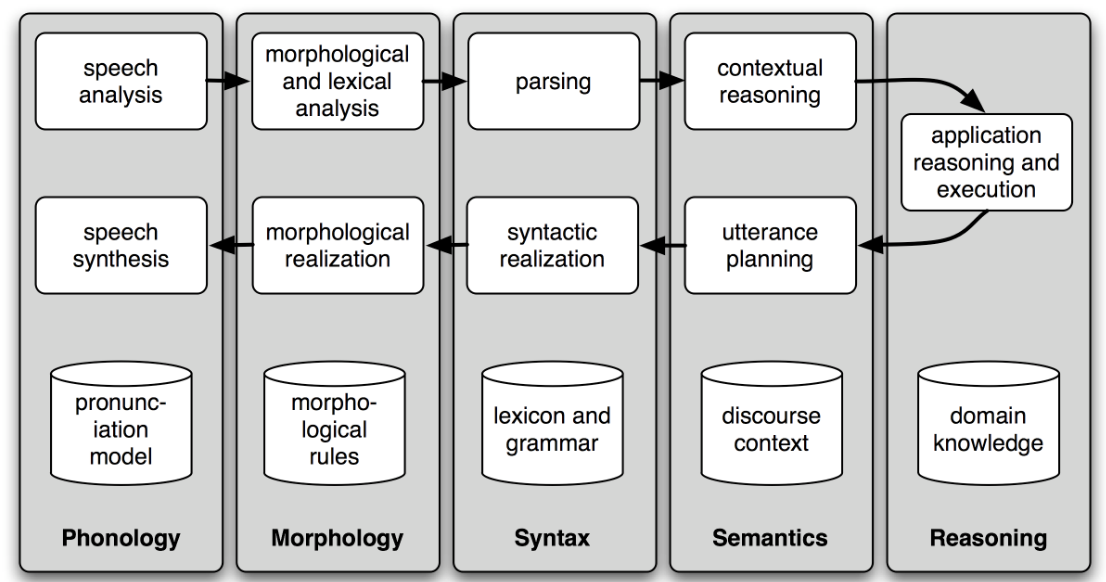 speech
analysis
morphological
and lexical
analysis
parsing
contextual
reasoning
application
reasoning and
execution
speech
synthesis
morphological
realization
syntactic
realization
utterance
planning
pronunc-
iation
model
morpho-
logical
rules
lexicon and
grammar
discourse
context
domain
knowledge
Phonology
Morphology
Syntax
Semantics
Reasoning